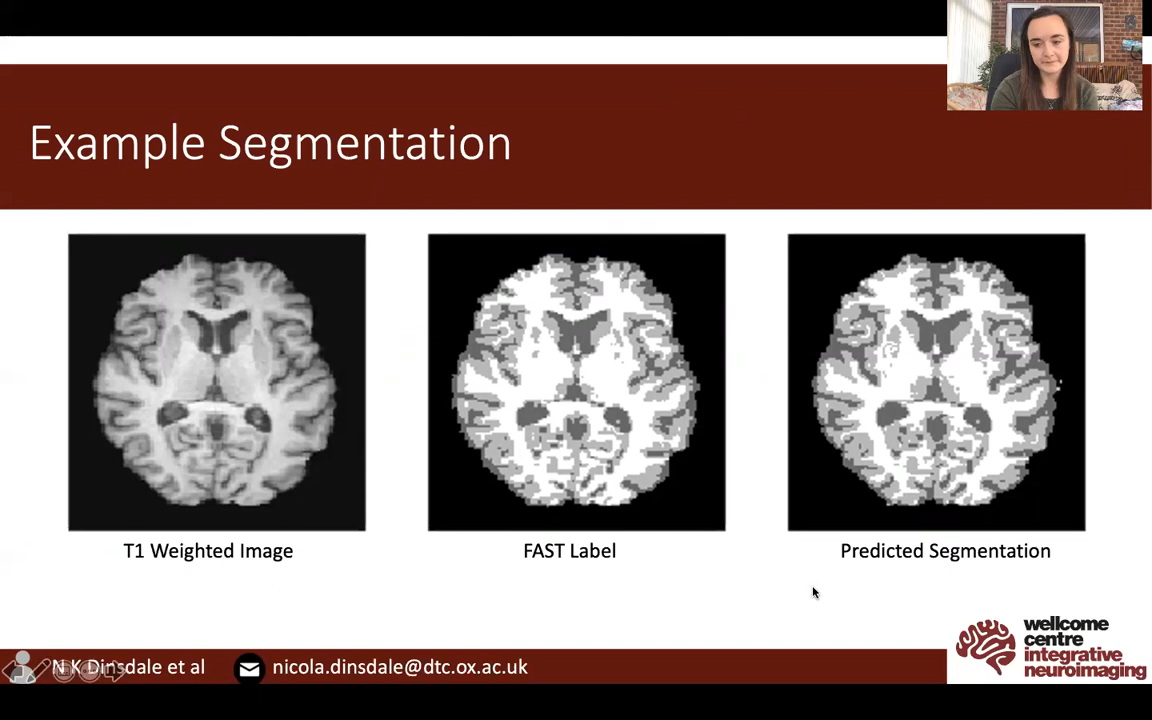 Example Segmentation
T1 Weighted Image
FAST Label
Predicted Segmentation
N K Dinsdale et al
nicola.dinsdale@dtc.ox.ac.uk
wellcome
centre
integrative
neuroimaging